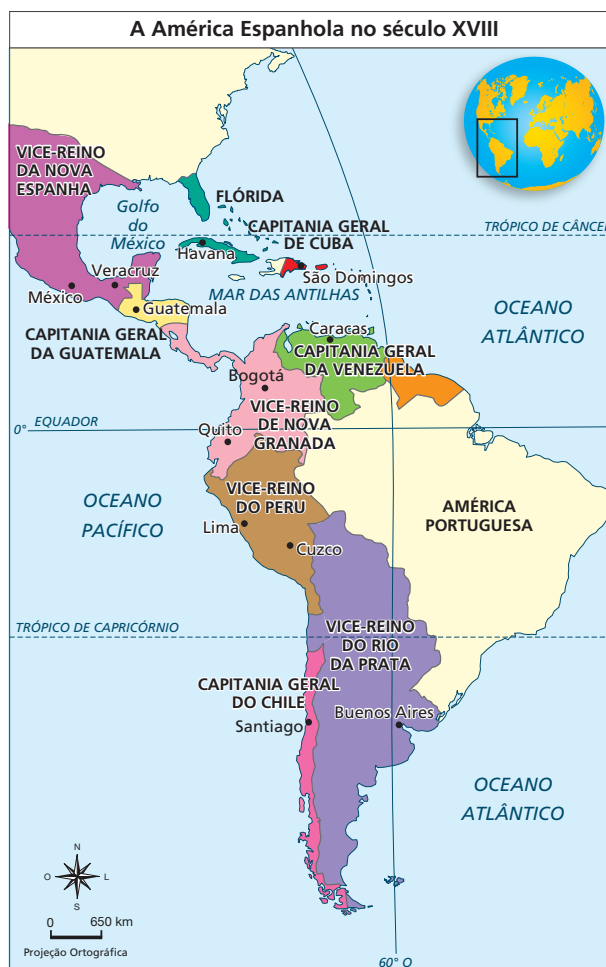 A América Espanhola no século XVIII
VICE-REINO
DA NOVA
ESPANHA
FLÓRIDA
Golfo
do
México
CAPITANIA GERAL
DE CUBA
TRÓPICO DE CÂNCER
Havana
São Domingos
Veracruz
México
MAR DAS ANTILHAS
Guatemala
OCEANO
ATLÂNTICO
CAPITANIA GERAL
DA GUATEMALA
Caracas
CAPITANIA GERAL
DA VENEZUELA
Bogotá
VICE-REINO
DE NOVA
GRANADA
0°
EQUADOR
Quito
OCEANO
PACÍFICO
VICE-REINO
DO PERU
AMÉRICA
PORTUGUESA
Lima
Cuzco
TRÓPICO DE CAPRICÓRNIO
VICE-REINO
DO RIO
DA PRATA
CAPITANIA GERAL
DO CHILE
Santiago
Buenos Aires
OCEANO
ATLÂNTICO
N
O
L
S
0 650 km
Projeção Ortográfica
60° O